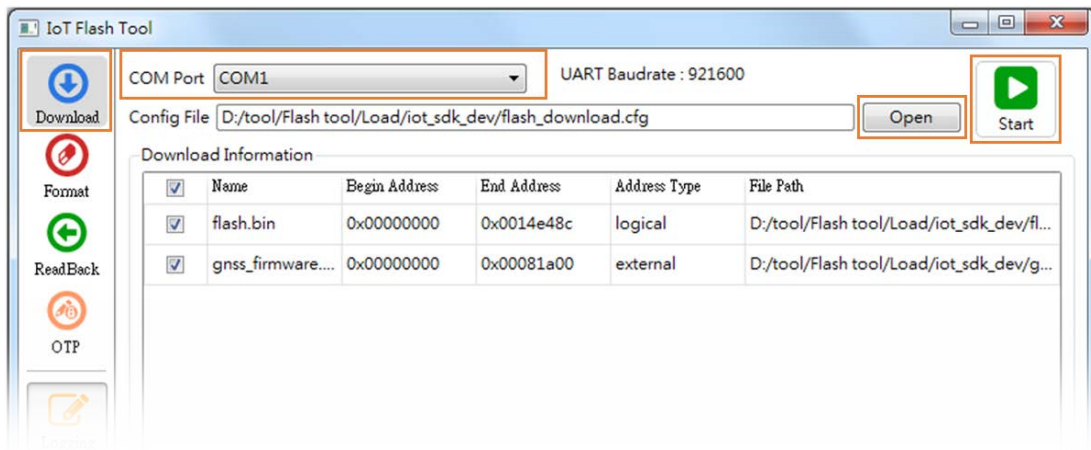 IoT Flash Tool
Download
COM Port COM1
UART Baudrate : 921600
Config File D:/tool/Flash tool/Load/iot_sdk_dev/flash_download.cfg Open
Start
Download Information
Name Begin Address End Address Address Type File Path
flash.bin 0x00000000 0x0014e48c logical D:/tool/Flash tool/Load/iot_sdk_dev/fl...
gnss_firmware.... 0x00000000 0x00081a00 external D:/tool/Flash tool/Load/iot_sdk_dev/g...
Format
ReadBack
OTP